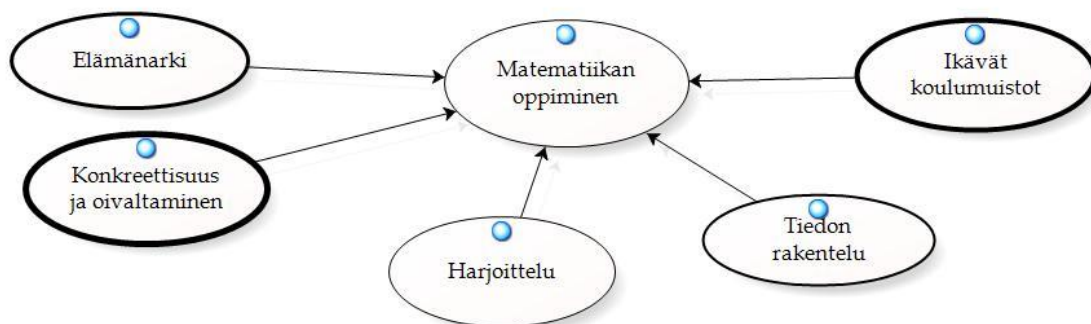 Elämänarki
Matematiikan
oppiminen
Ikävät
koulumuistot
Konkreettisuus
ja oivaltaminen
Harjoittelu
Tiedon
rakentelu